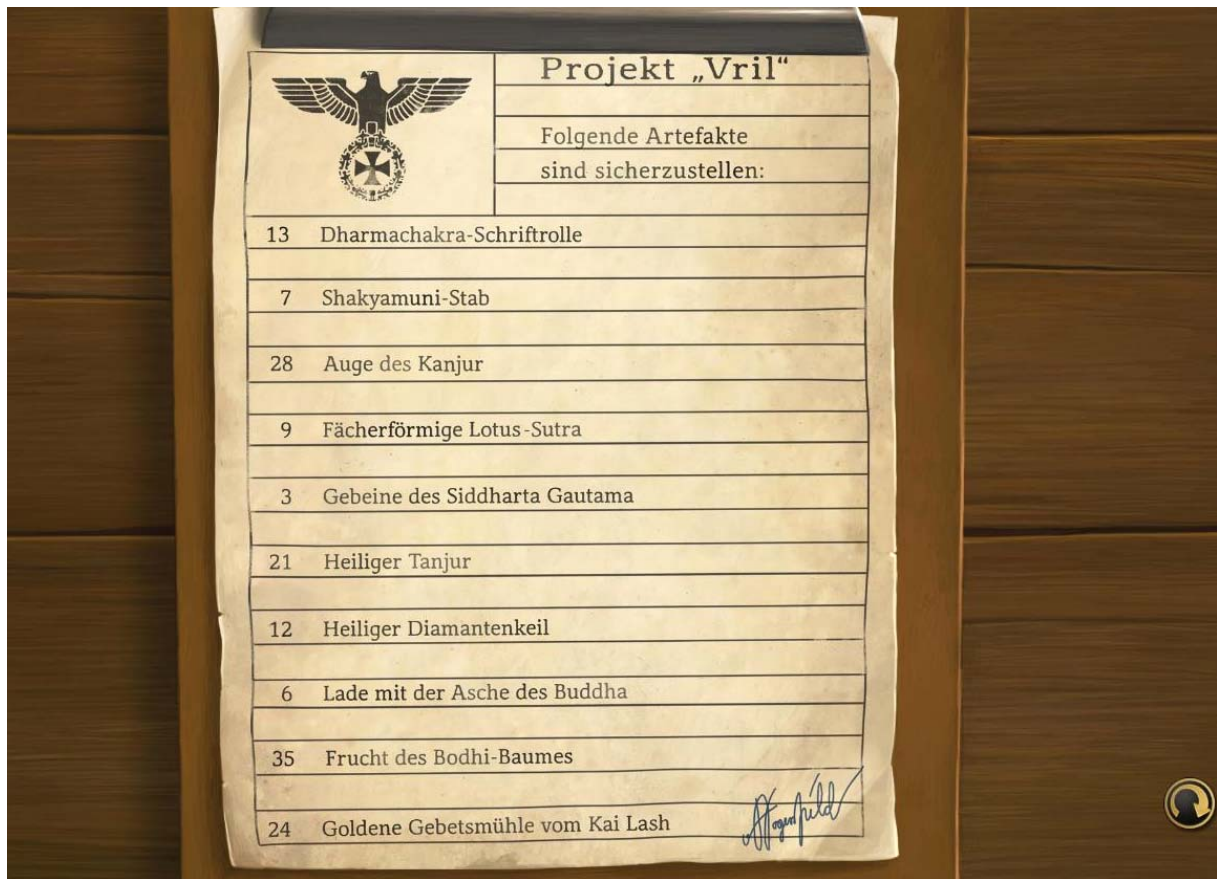 Projekt „Vril“
Folgende Artefakte
sind sicherzustellen:
13 Dharmachakra-Schriftrolle
7 Shakyamuni-Stab
28 Auge des Kanjur
9 Fächerförmige Lotus-Sutra
3 Gebeine des Siddharta Gautama
21 Heiliger Tanjur
12 Heiliger Diamantenkeil
6 Lade mit der Asche des Buddha
35 Frucht des Bodhi-Baumes
24 Goldene Gebetsmühle vom Kai Lash